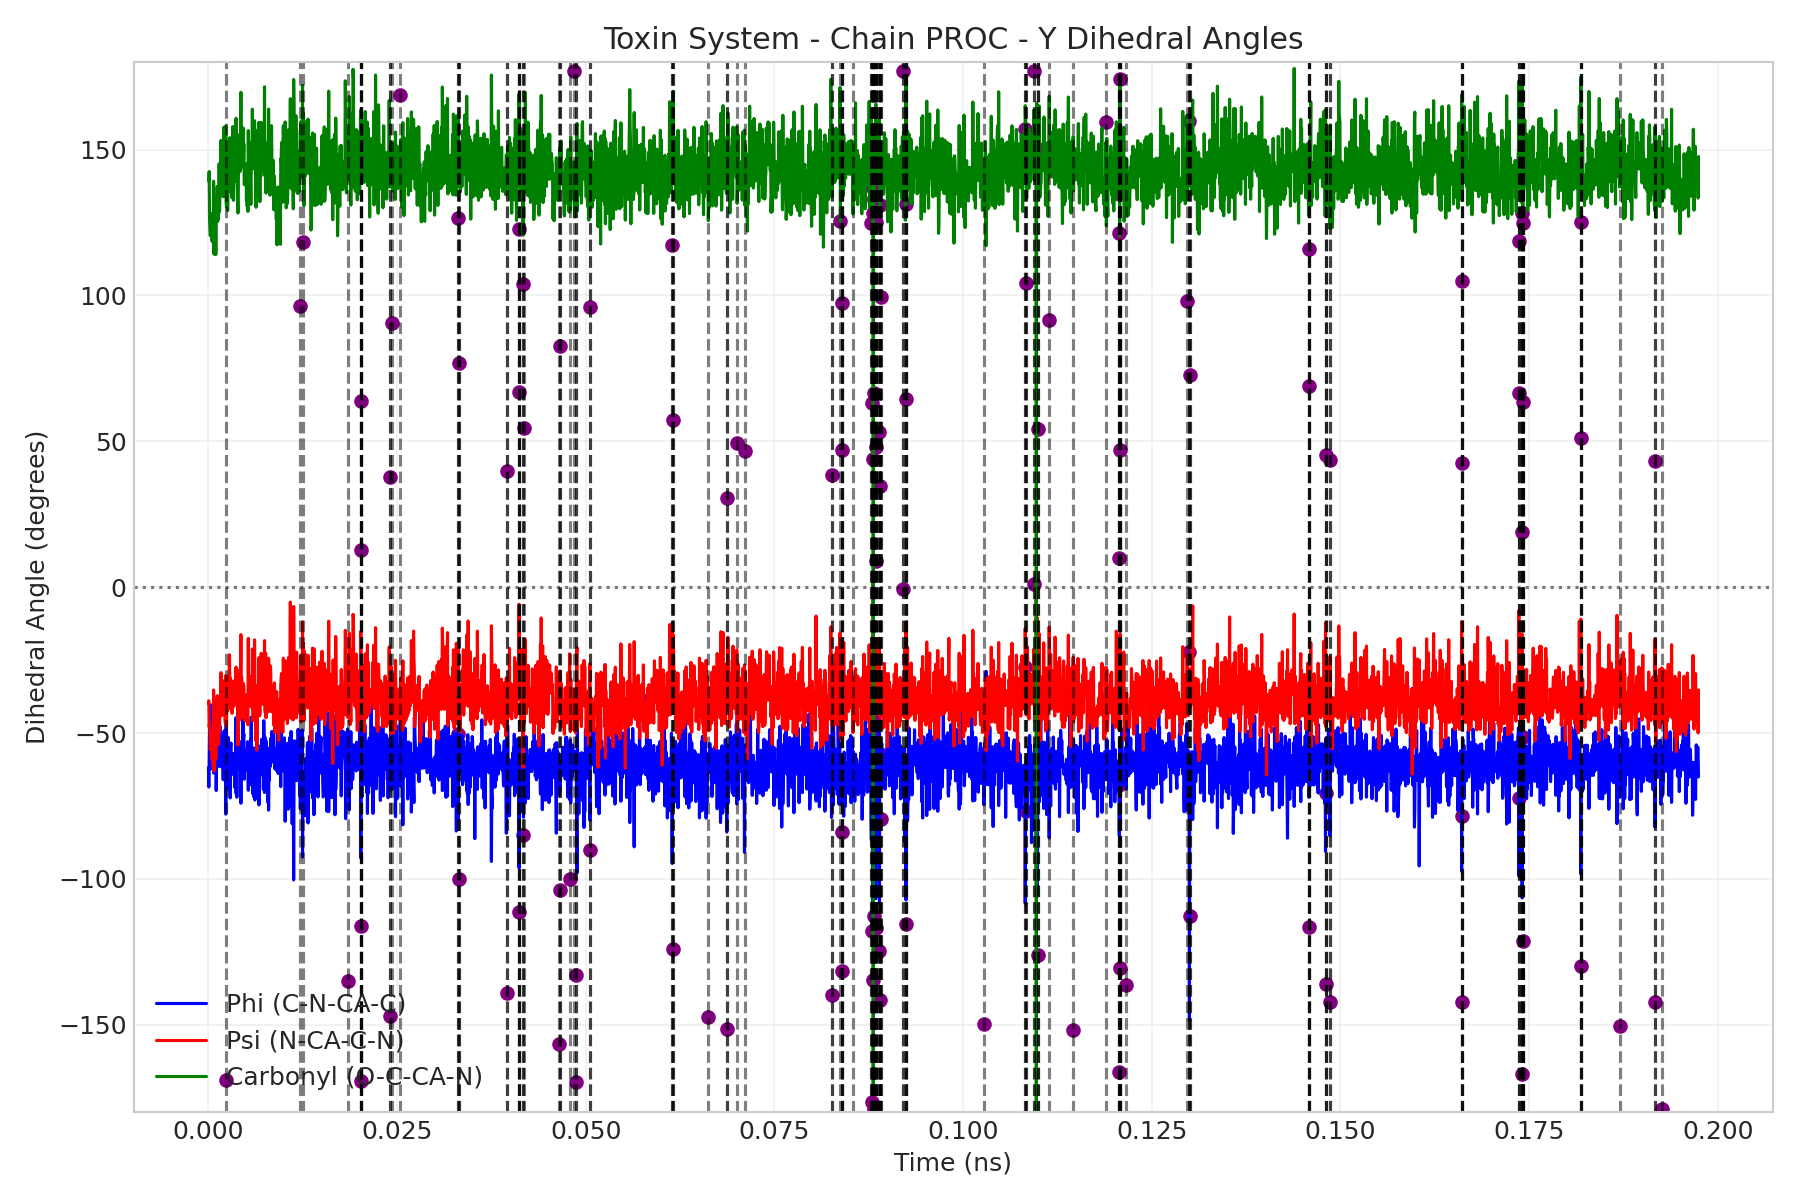 Toxin System - Chain PROC - Y Dihedral Angles
Dihedral Angle (degrees)
150
100
50
0
−50
−100
−150
Phi (C-N-CA-C)
Psi (N-CA-C-N)
Carbonyl (O-C-CA-N)
0.000 0.025 0.050 0.075 0.100 0.125 0.150 0.175 0.200
Time (ns)